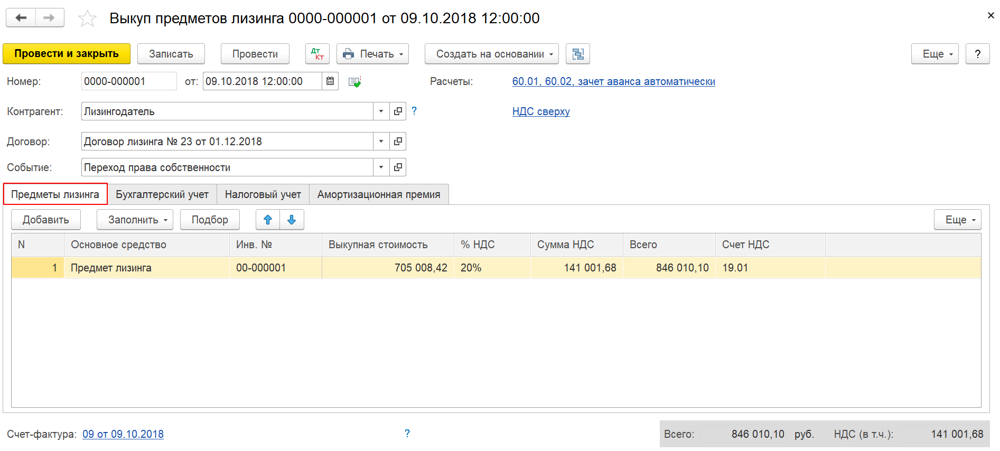 Выкуп предметов лизинга 0000-000001 от 09.10.2018 12:00:00
Провести и закрыть Записать Провести Дт Кт Печать Создать на основании Еще ?
Номер: 0000-000001 от: 09.10.2018 12:00:00 Расчеты: 60.01, 60.02, зачет аванса автоматически
Контрагент: Лизингодатель ? НДС сверху
Договор: Договор лизинга № 23 от 01.12.2018
Событие: Переход права собственности
Предметы лизинга Бухгалтерский учет Налоговый учет Амортизационная премия
Добавить Заполнить Подбор Еще
N Основное средство Инв. № Выкупная стоимость % НДС Сумма НДС Всего Счет НДС
1 Предмет лизинга 00-000001 705 008,42 20% 141 001,68 846 010,10 19.01
Счет-фактура: 09 от 09.10.2018 ? Всего: 846 010,10 руб. НДС (в т.ч.): 141 001,68